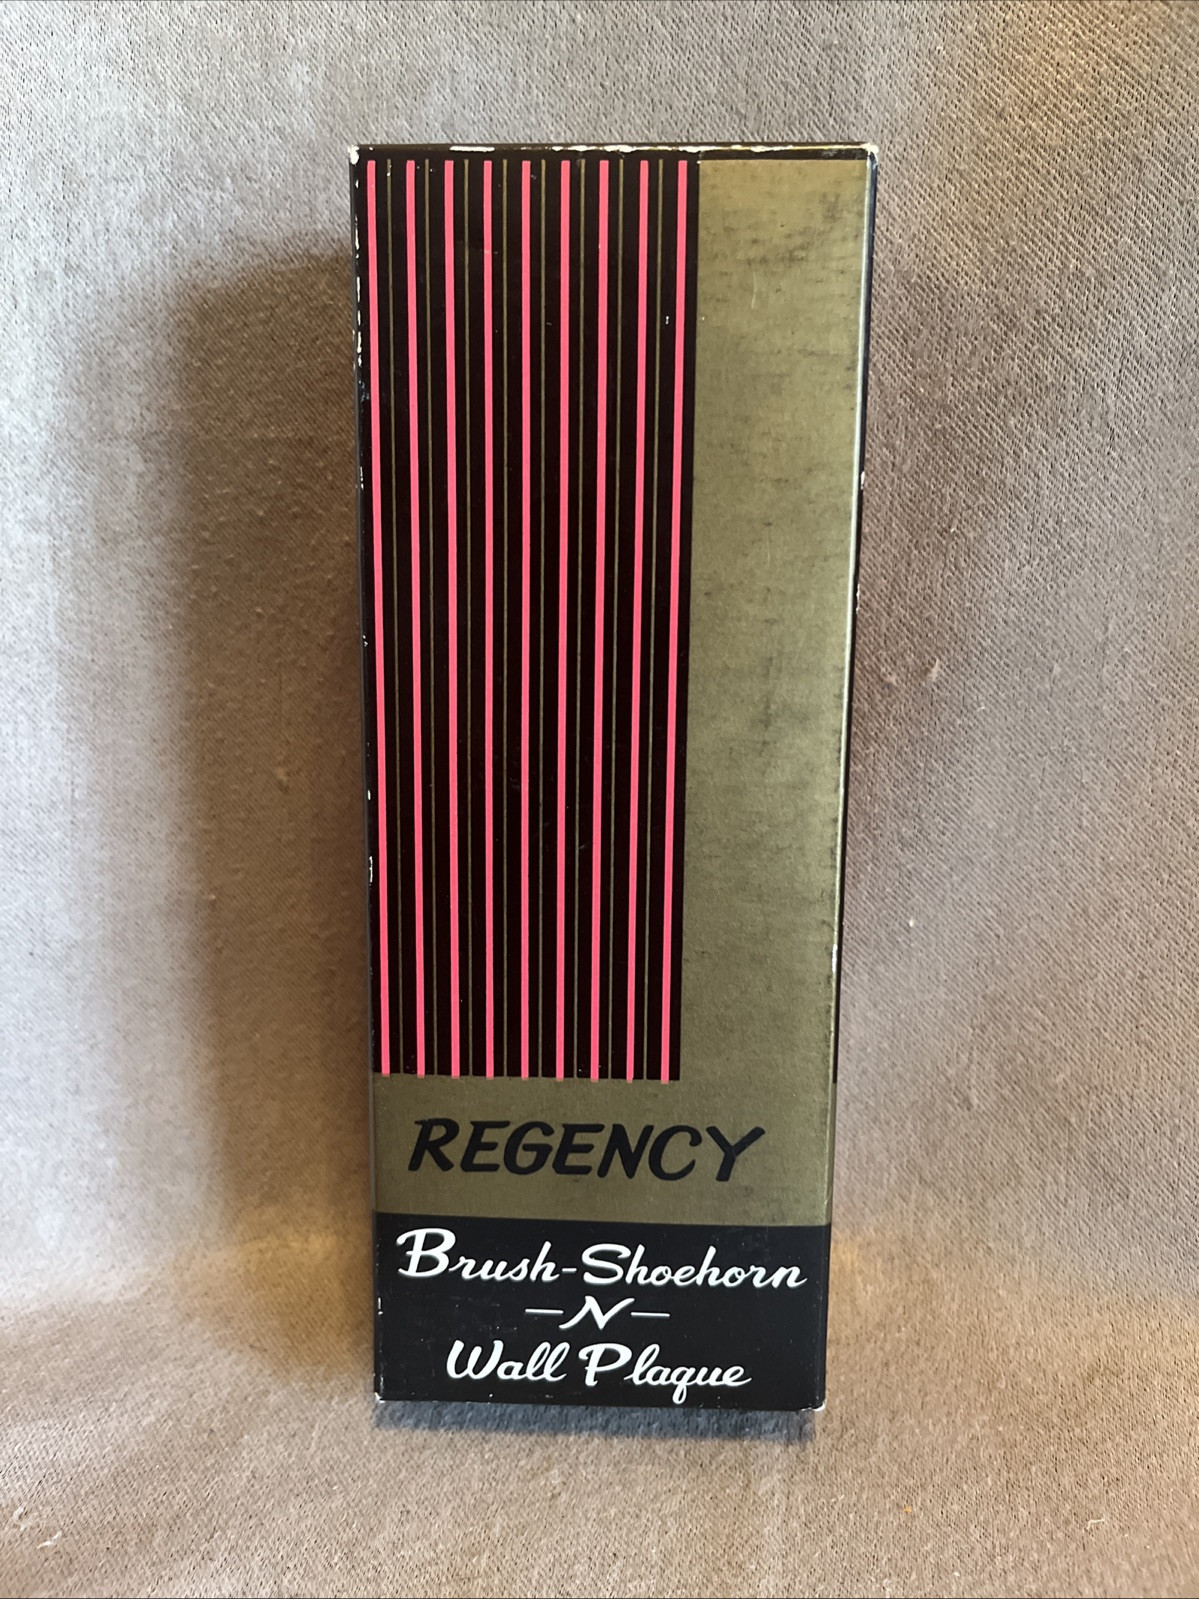 REGENCY
Brush-Shoehorn
-N-
Wall Plaque